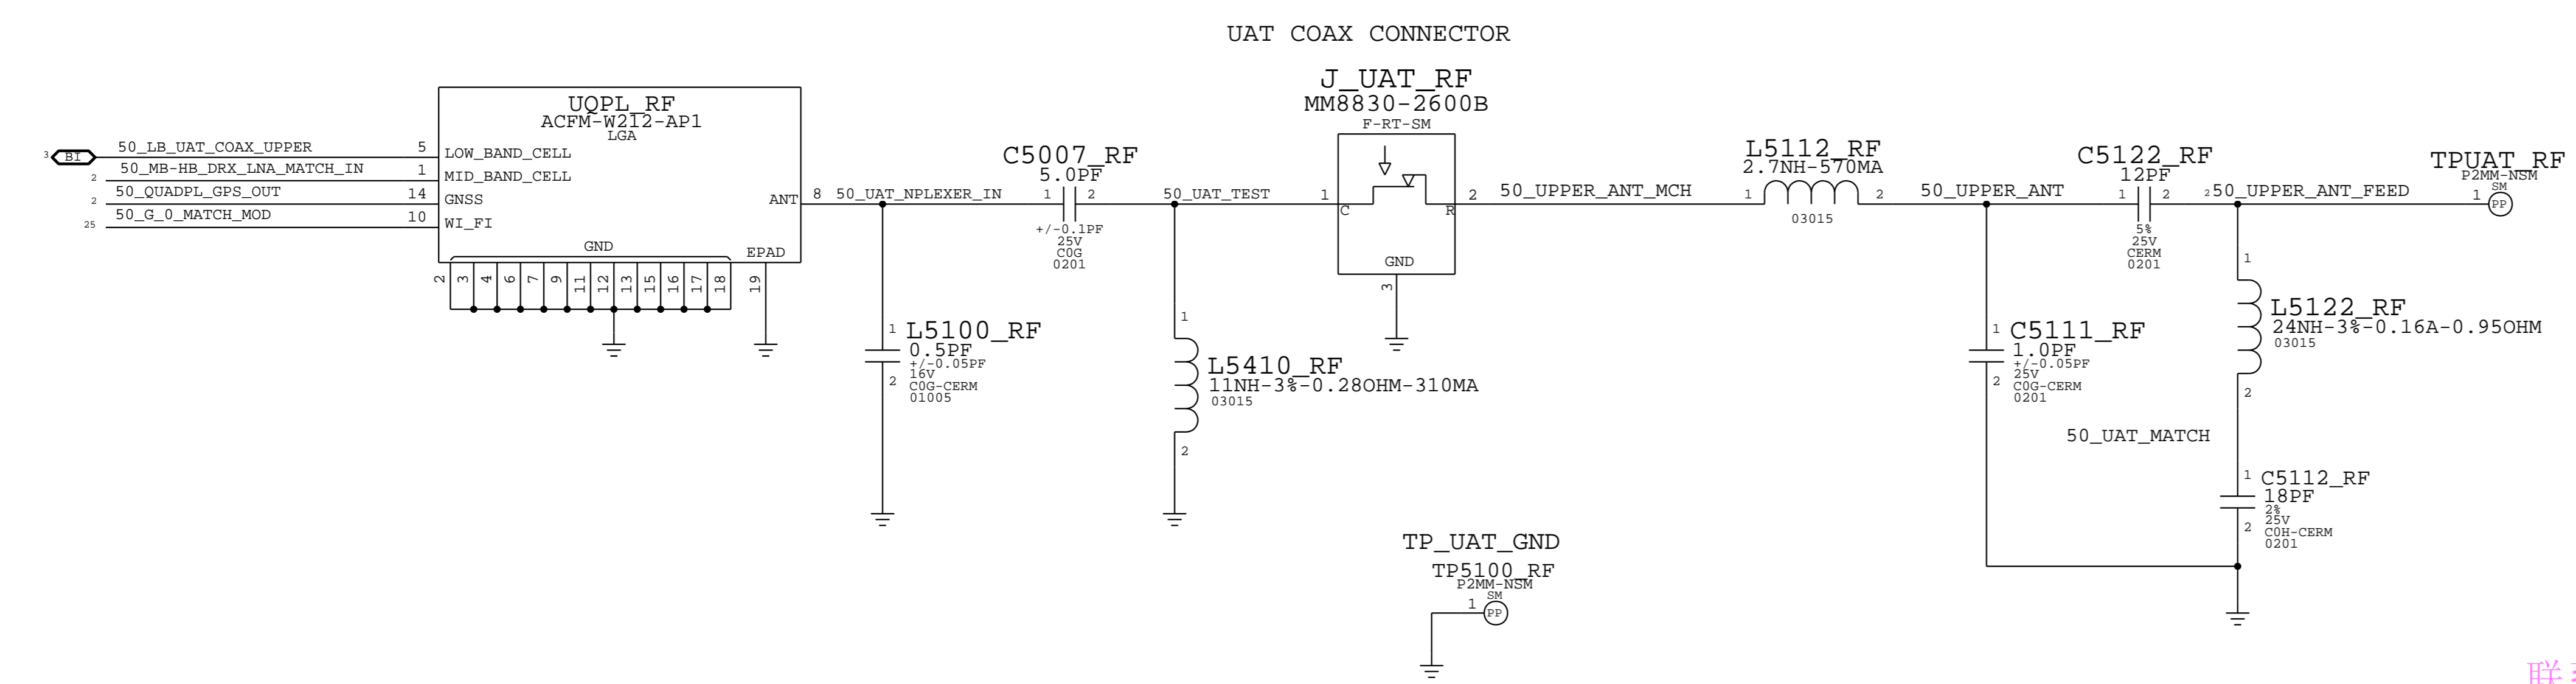 UAT COAX CONNECTOR
J_UAT_RF
MM8830-2600B
F-RT-SM
C
R
GND
1
2
3
UQPL_RF
ACFM-W212-AP1
LGA
3 BI 50_LB_UAT_COAX_UPPER 5 LOW_BAND_CELL
2 50_MB-HB_DRX_LNA_MATCH_IN 1 MID_BAND_CELL
2 50_QUADPL_GPS_OUT 14 GNSS
25 50_G_0_MATCH_MOD 10 WI_FI
ANT 8 50_UAT_NPLEXER_IN
GND
EPAD
2 3 4 6 7 9 11 12 13 15 16 17 18 19
C5007_RF
5.0PF
1 2
+/-0.1PF
25V
C0G
0201
50_UAT_TEST
1
L5100_RF
0.5PF
+/-0.05PF
16V
C0G-CERM
01005
2
1
L5410_RF
11NH-3%-0.28OHM-310MA
03015
2
50_UPPER_ANT_MCH
L5112_RF
2.7NH-570MA
1 2
03015
50_UPPER_ANT
C5122_RF
12PF
1 2
5%
25V
CERM
0201
2 50_UPPER_ANT_FEED
TPUAT_RF
P2MM-NSM
SM
1 PP
1
C5111_RF
1.0PF
+/-0.05PF
25V
C0G-CERM
0201
2
1
L5122_RF
24NH-3%-0.16A-0.95OHM
03015
2
50_UAT_MATCH
1
C5112_RF
18PF
2%
25V
C0H-CERM
0201
2
TP_UAT_GND
TP5100_RF
P2MM-NSM
SM
1 PP
联